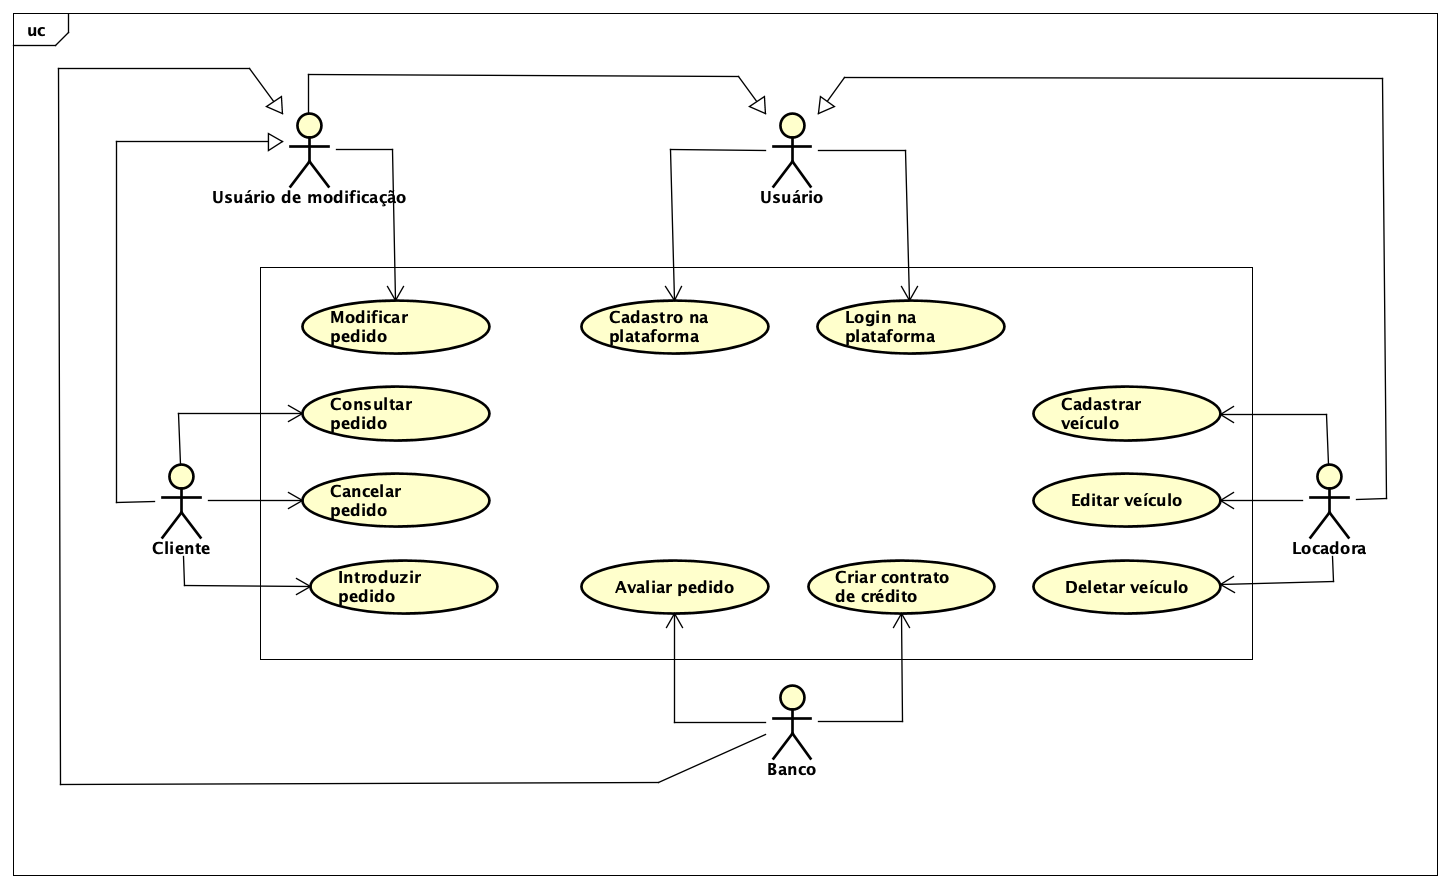 uc
Usuário de modificação
Usuário
Modificar
pedido
Cadastro na
plataforma
Login na
plataforma
Consultar
pedido
Cadastrar
veículo
Cancelar
pedido
Editar veículo
Cliente
Locadora
Introduzir
pedido
Avaliar pedido
Criar contrato
de crédito
Deletar veículo
Banco